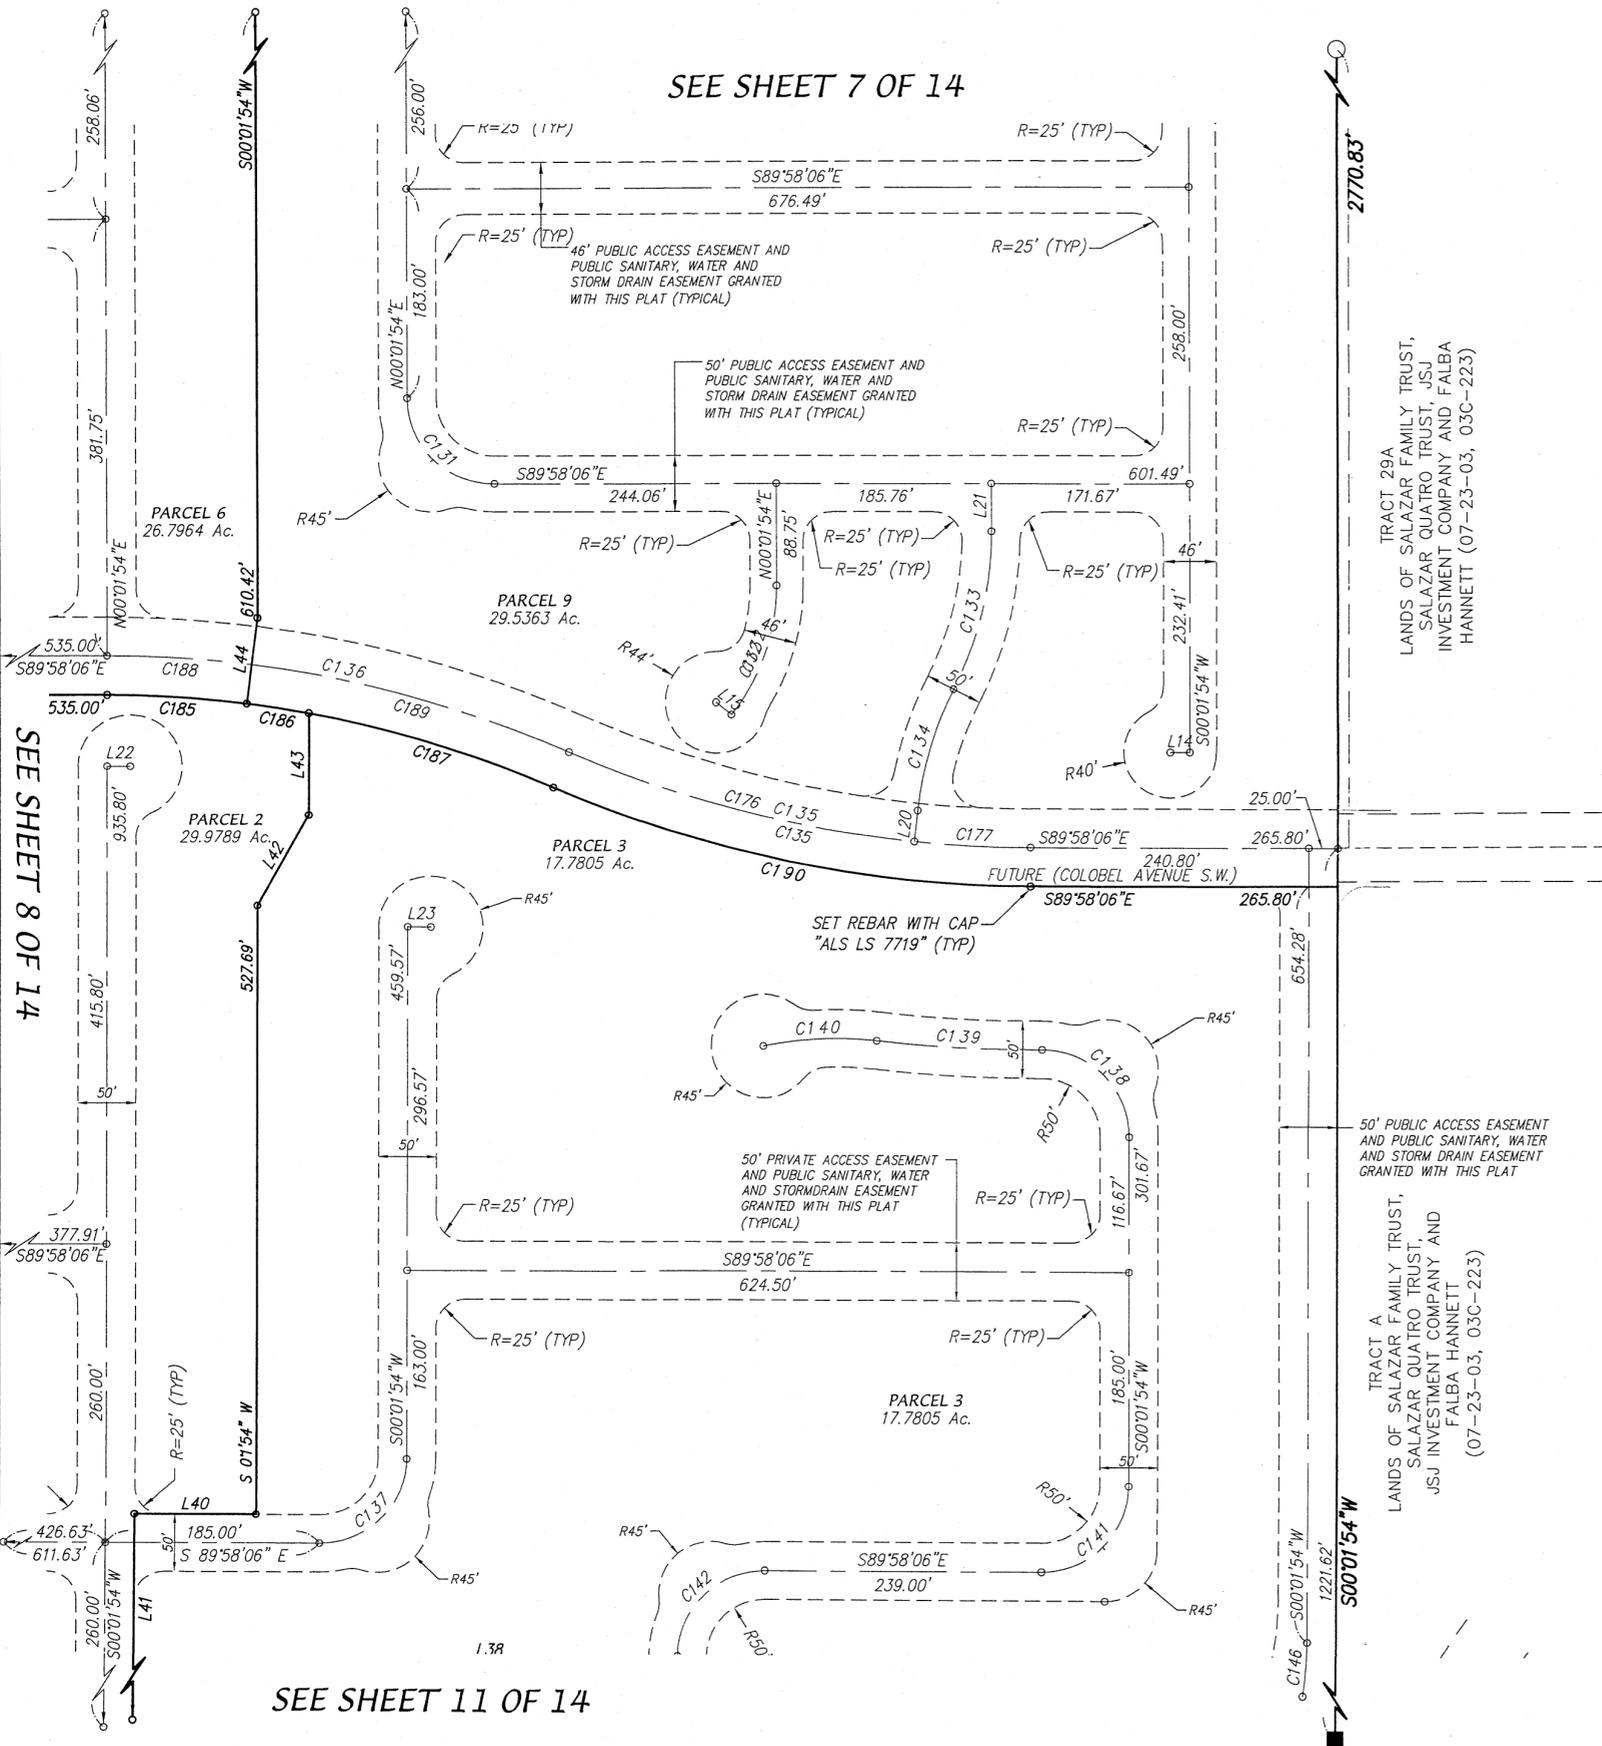 SEE SHEET 7 OF 14
258.06'
S00°01'54"W
256.00'
R=25' (TYP)
R=25' (TYP)
S89°58'06"E
676.49'
2770.83'
R=25' (TYP)
R=25' (TYP)
46' PUBLIC ACCESS EASEMENT AND
PUBLIC SANITARY, WATER AND
STORM DRAIN EASEMENT GRANTED
WITH THIS PLAT (TYPICAL)
183.00'
N00°01'54"E
258.00'
50' PUBLIC ACCESS EASEMENT AND
PUBLIC SANITARY, WATER AND
STORM DRAIN EASEMENT GRANTED
WITH THIS PLAT (TYPICAL)
R=25' (TYP)
381.75'
C131
S89°58'06"E
244.06'
185.76'
L21
601.49'
171.67'
TRACT 29A
LANDS OF SALAZAR FAMILY TRUST,
SALAZAR QUATRO TRUST, JSJ
INVESTMENT COMPANY AND FALBA
HANNETT (07-23-03, 03C-223)
PARCEL 6
26.7964 Ac.
R45'
R=25' (TYP)
N00°01'54"E
88.75'
R=25' (TYP)
R=25' (TYP)
R=25' (TYP)
46'
N00°01'54"E
610.42'
PARCEL 9
29.5363 Ac.
46'
R44'
C133
232.41'
S00°01'54"W
535.00'
S89°58'06"E
C188
L44
C136
C189
L15
50'
535.00'
C185
C186
C187
C134
L14
R40'
L22
L43
935.80'
PARCEL 2
29.9789 Ac.
L42
C176
C135
C135
L20
C177
S89°58'06"E
25.00'
265.80'
240.80'
PARCEL 3
17.7805 Ac.
C190
FUTURE (COLOBEL AVENUE S.W.)
S89°58'06"E
265.80'
SEE SHEET 8 OF 14
L23
R45'
SET REBAR WITH CAP
"ALS LS 7719" (TYP)
527.69'
459.57'
654.28'
415.80'
C140
C139
50'
C138
R45'
R45'
R50'
50'
296.57'
50'
116.67'
301.67'
50' PUBLIC ACCESS EASEMENT
AND PUBLIC SANITARY, WATER
AND STORM DRAIN EASEMENT
GRANTED WITH THIS PLAT
50' PRIVATE ACCESS EASEMENT
AND PUBLIC SANITARY, WATER
AND STORMDRAIN EASEMENT
GRANTED WITH THIS PLAT
(TYPICAL)
R=25' (TYP)
R=25' (TYP)
377.91'
S89°58'06"E
S89°58'06"E
624.50'
R=25' (TYP)
R=25' (TYP)
TRACT A
LANDS OF SALAZAR FAMILY TRUST,
SALAZAR QUATRO TRUST,
JSJ INVESTMENT COMPANY AND
FALBA HANNETT
(07-23-03, 03C-223)
260.00'
R=25' (TYP)
S 0°1'54" W
S00°01'54"W
163.00'
PARCEL 3
17.7805 Ac.
185.00'
S00°01'54"W
50'
L40
C137
R50'
426.63'
611.63'
185.00'
S 89°58'06" E
50'
R45'
R45'
C141
S89°58'06"E
239.00'
C142
R45'
260.00'
S00°01'54"W
L41
R50'
L38
S00°01'54"W
1221.62'
S00°01'54"W
C146
SEE SHEET 11 OF 14